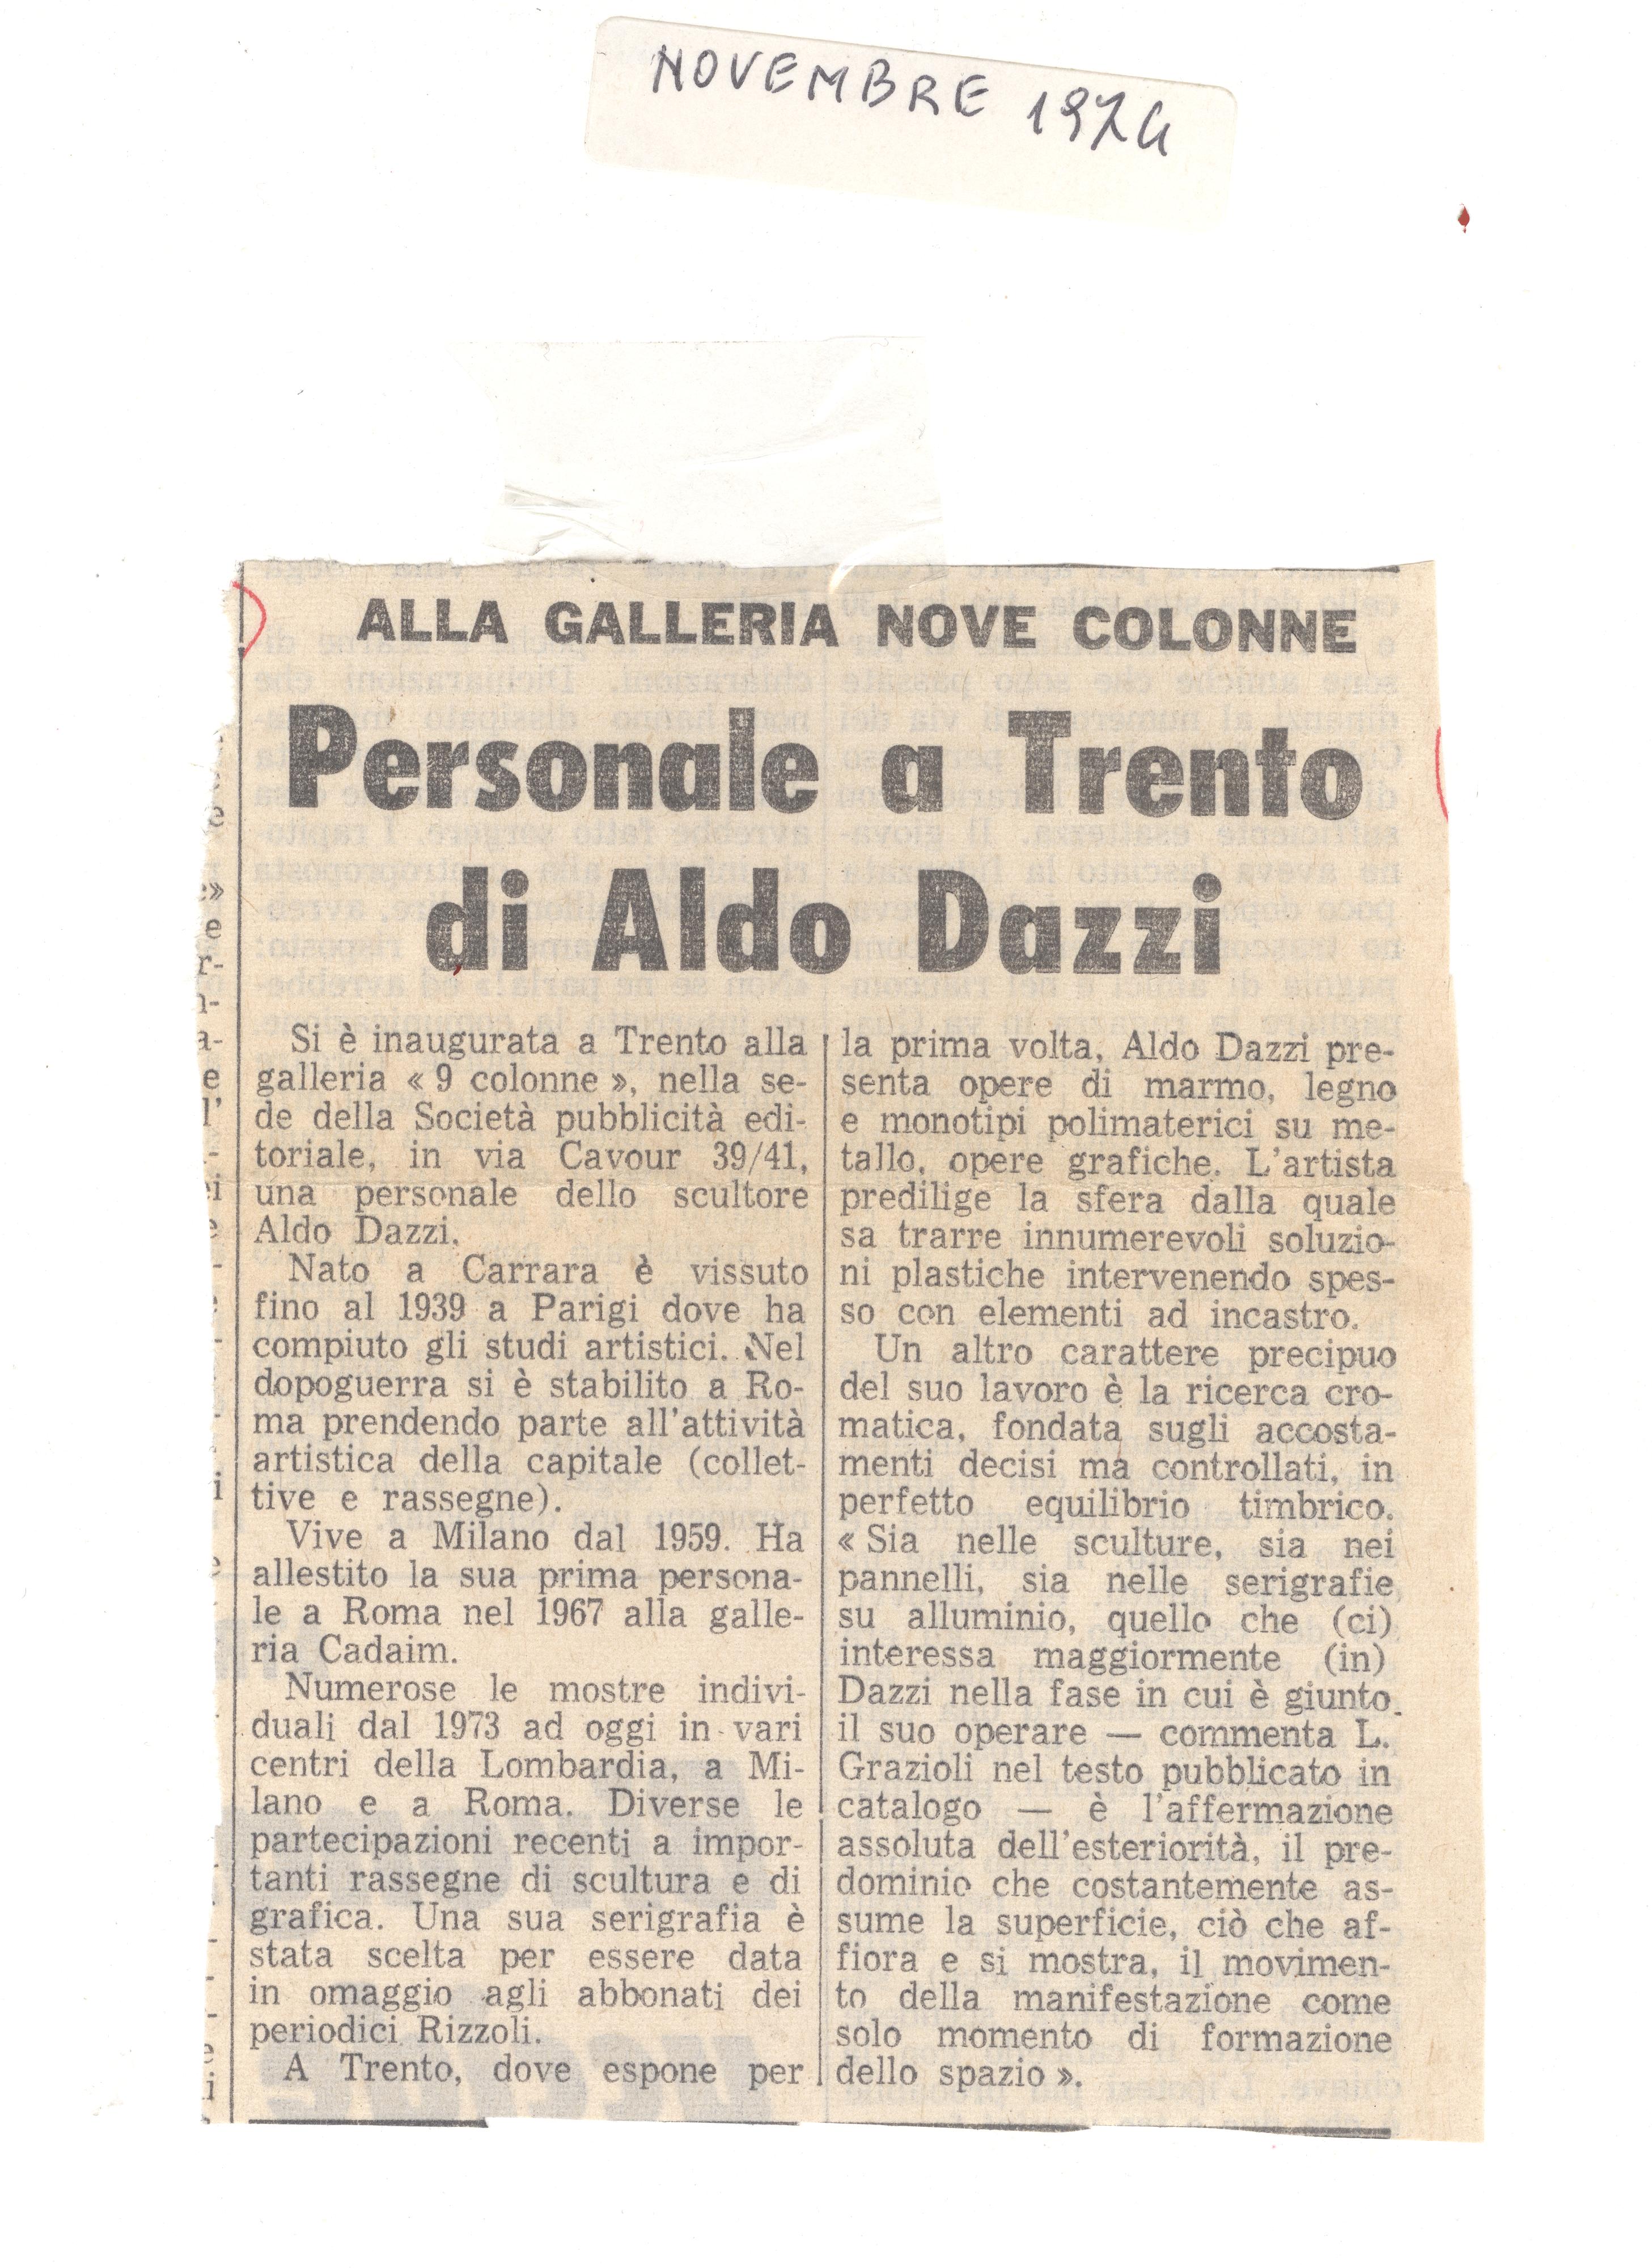 NOVEMBRE 1974
ALLA GALLERIA NOVE COLONNE
Personale a Trento
di Aldo Dazzi
Si è inaugurata a Trento alla
galleria « 9 colonne », nella se-
de della Società pubblicità edi-
toriale, in via Cavour 39/41,
una personale dello scultore
Aldo Dazzi.
Nato a Carrara è vissuto
fino al 1939 a Parigi dove ha
compiuto gli studi artistici. Nel
dopoguerra si è stabilito a Ro-
ma prendendo parte all'attività
artistica della capitale (collet-
tive e rassegne).
Vive a Milano dal 1959. Ha
allestito la sua prima persona-
le a Roma nel 1967 alla galle-
ria Cadaim.
Numerose le mostre indivi-
duali dal 1973 ad oggi in vari
centri della Lombardia, a Mi-
lano e a Roma. Diverse le
partecipazioni recenti a impor-
tanti rassegne di scultura e di
grafica. Una sua serigrafia è
stata scelta per essere data
in omaggio agli abbonati dei
periodici Rizzoli.
A Trento, dove espone per
la prima volta, Aldo Dazzi pre-
senta opere di marmo, legno
e monotipi polimaterici su me-
tallo, opere grafiche. L'artista
predilige la sfera dalla quale
sa trarre innumerevoli soluzio-
ni plastiche intervenendo spes-
so con elementi ad incastro.
Un altro carattere precipuo
del suo lavoro è la ricerca cro-
matica, fondata sugli accosta-
menti decisi ma controllati, in
perfetto equilibrio timbrico.
« Sia nelle sculture, sia nei
pannelli, sia nelle serigrafie
su alluminio, quello che (ci)
interessa maggiormente (in)
Dazzi nella fase in cui è giunto
il suo operare — commenta L.
Grazioli nel testo pubblicato in
catalogo — è l'affermazione
assoluta dell'esteriorità, il pre-
dominio che costantemente as-
sume la superficie, ciò che af-
fiora e si mostra, il movimen-
to della manifestazione come
solo momento di formazione
dello spazio ».